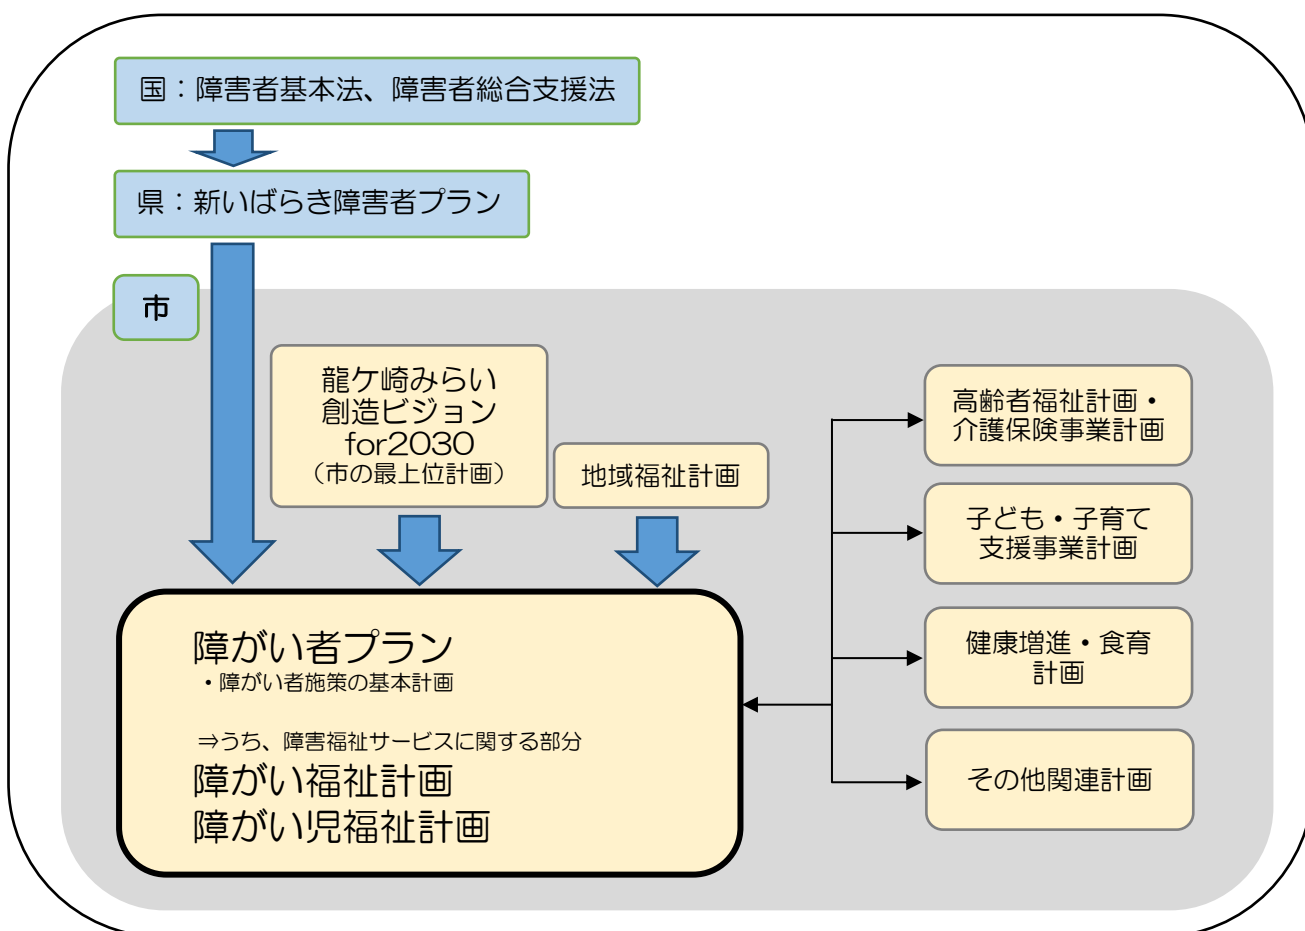 国：障害者基本法、障害者総合支援法
県：新いばらき障害者プラン
市
龍ケ崎みらい
創造ビジョン
for2030
（市の最上位計画）
地域福祉計画
障がい者プラン
・障がい者施策の基本計画
⇒うち、障害福祉サービスに関する部分
障がい福祉計画
障がい児福祉計画
高齢者福祉計画・
介護保険事業計画
子ども・子育て
支援事業計画
健康増進・食育
計画
その他関連計画